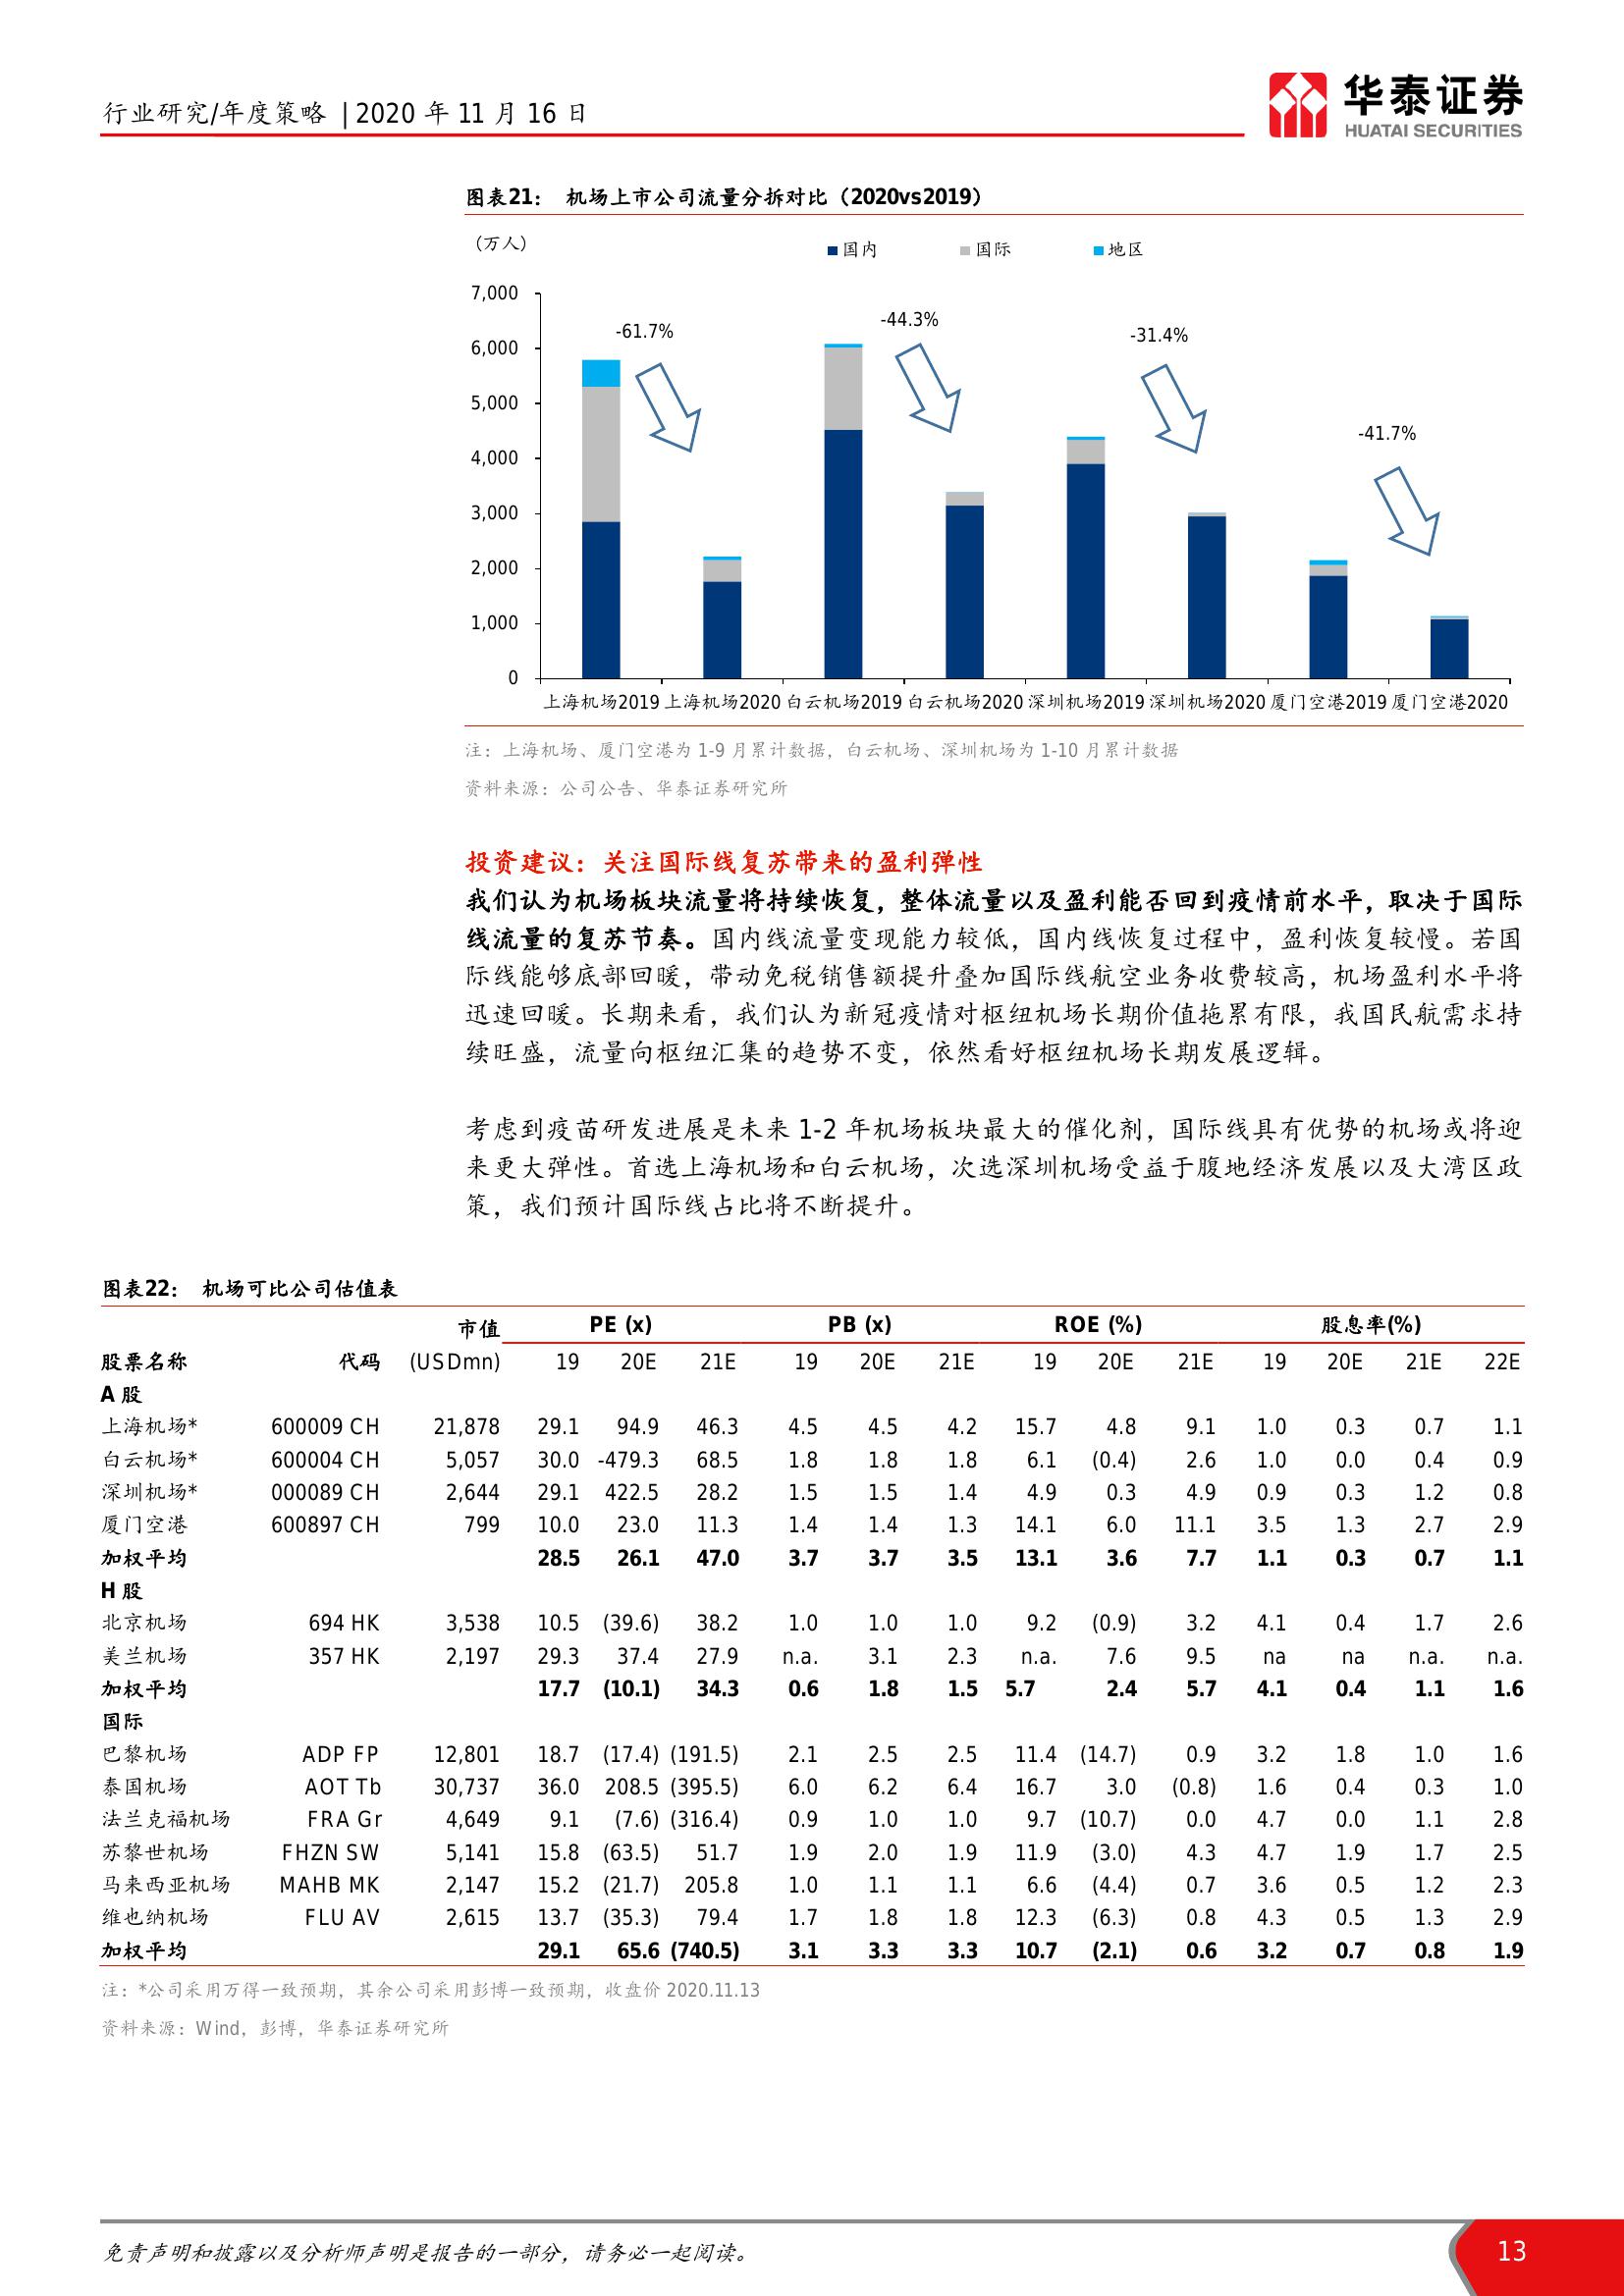 行业研究/年度策略 | 2020 年 11 月 16 日
华泰证券
HUATAI SECURITIES
图表21： 机场上市公司流量分拆对比（2020vs2019）
(万人)
国内 国际 地区
7,000
6,000
5,000
4,000
3,000
2,000
1,000
0
-61.7%
-44.3%
-31.4%
-41.7%
上海机场2019 上海机场2020 白云机场2019 白云机场2020 深圳机场2019 深圳机场2020 厦门空港2019 厦门空港2020
注：上海机场、厦门空港为 1-9 月累计数据，白云机场、深圳机场为 1-10 月累计数据
资料来源：公司公告、华泰证券研究所
投资建议：关注国际线复苏带来的盈利弹性
我们认为机场板块流量将持续恢复，整体流量以及盈利能否回到疫情前水平，取决于国际
线流量的复苏节奏。国内线流量变现能力较低，国内线恢复过程中，盈利恢复较慢。若国
际线能够底部回暖，带动免税销售额提升叠加国际线航空业务收费较高，机场盈利水平将
迅速回暖。长期来看，我们认为新冠疫情对枢纽机场长期价值拖累有限，我国民航需求持
续旺盛，流量向枢纽汇集的趋势不变，依然看好枢纽机场长期发展逻辑。
考虑到疫苗研发进展是未来 1-2 年机场板块最大的催化剂，国际线具有优势的机场或将迎
来更大弹性。首选上海机场和白云机场，次选深圳机场受益于腹地经济发展以及大湾区政
策，我们预计国际线占比将不断提升。
图表22： 机场可比公司估值表
市值 PE (x) PB (x) ROE (%) 股息率(%)
股票名称 代码 (USDmn) 19 20E 21E 19 20E 21E 19 20E 21E 19 20E 21E 22E
A 股
上海机场* 600009 CH 21,878 29.1 94.9 46.3 4.5 4.5 4.2 15.7 4.8 9.1 1.0 0.3 0.7 1.1
白云机场* 600004 CH 5,057 30.0 -479.3 68.5 1.8 1.8 1.8 6.1 (0.4) 2.6 1.0 0.0 0.4 0.9
深圳机场* 000089 CH 2,644 29.1 422.5 28.2 1.5 1.5 1.4 4.9 0.3 4.9 0.9 0.3 1.2 0.8
厦门空港 600897 CH 799 10.0 23.0 11.3 1.4 1.4 1.3 14.1 6.0 11.1 3.5 1.3 2.7 2.9
加权平均 28.5 26.1 47.0 3.7 3.7 3.5 13.1 3.6 7.7 1.1 0.3 0.7 1.1
H 股
北京机场 694 HK 3,538 10.5 (39.6) 38.2 1.0 1.0 1.0 9.2 (0.9) 3.2 4.1 0.4 1.7 2.6
美兰机场 357 HK 2,197 29.3 37.4 27.9 n.a. 3.1 2.3 n.a. 7.6 9.5 na na n.a. n.a.
加权平均 17.7 (10.1) 34.3 0.6 1.8 1.5 5.7 2.4 5.7 4.1 0.4 1.1 1.6
国际
巴黎机场 ADP FP 12,801 18.7 (17.4) (191.5) 2.1 2.5 2.5 11.4 (14.7) 0.9 3.2 1.8 1.0 1.6
泰国机场 AOT Tb 30,737 36.0 208.5 (395.5) 6.0 6.2 6.4 16.7 3.0 (0.8) 1.6 0.4 0.3 1.0
法兰克福机场 FRA Gr 4,649 9.1 (7.6) (316.4) 0.9 1.0 1.0 9.7 (10.7) 0.0 4.7 0.0 1.1 2.8
苏黎世机场 FHZN SW 5,141 15.8 (63.5) 51.7 1.9 2.0 1.9 11.9 (3.0) 4.3 4.7 1.9 1.7 2.5
马来西亚机场 MAHB MK 2,147 15.2 (21.7) 205.8 1.0 1.1 1.1 6.6 (4.4) 0.7 3.6 0.5 1.2 2.3
维也纳机场 FLU AV 2,615 13.7 (35.3) 79.4 1.7 1.8 1.8 12.3 (6.3) 0.8 4.3 0.5 1.3 2.9
加权平均 29.1 65.6 (740.5) 3.1 3.3 3.3 10.7 (2.1) 0.6 3.2 0.7 0.8 1.9
注：*公司采用万得一致预期，其余公司采用彭博一致预期，收盘价 2020.11.13
资料来源：Wind，彭博，华泰证券研究所
免责声明和披露以及分析师声明是报告的一部分，请务必一起阅读。
13